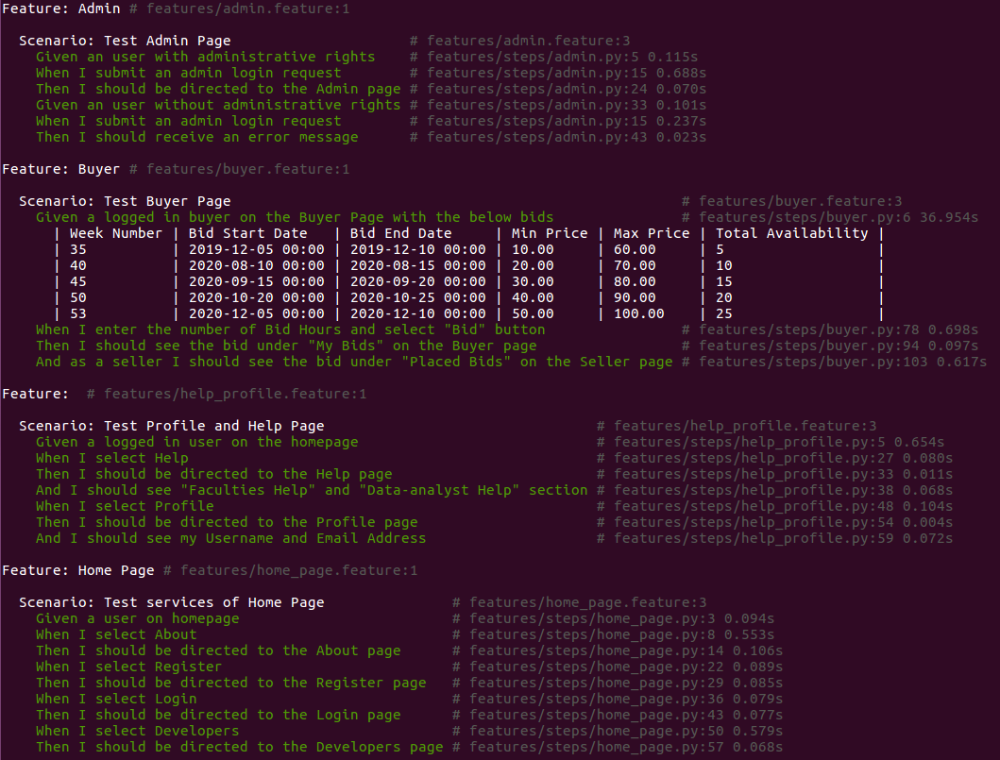 Feature: Admin # features/admin.feature:1
Scenario: Test Admin Page # features/admin.feature:3
Given an user with administrative rights # features/steps/admin.py:5 0.115s
When I submit an admin login request # features/steps/admin.py:15 0.688s
Then I should be directed to the Admin page # features/steps/admin.py:24 0.070s
Given an user without administrative rights # features/steps/admin.py:33 0.101s
When I submit an admin login request # features/steps/admin.py:15 0.237s
Then I should receive an error message # features/steps/admin.py:43 0.023s
Feature: Buyer # features/buyer.feature:1
Scenario: Test Buyer Page # features/buyer.feature:3
Given a logged in buyer on the Buyer Page with the below bids # features/steps/buyer.py:6 36.954s
| Week Number | Bid Start Date | Bid End Date | Min Price | Max Price | Total Availability |
| 35 | 2019-12-05 00:00 | 2019-12-10 00:00 | 10.00 | 60.00 | 5 |
| 40 | 2020-08-10 00:00 | 2020-08-15 00:00 | 20.00 | 70.00 | 10 |
| 45 | 2020-09-15 00:00 | 2020-09-20 00:00 | 30.00 | 80.00 | 15 |
| 50 | 2020-10-20 00:00 | 2020-10-25 00:00 | 40.00 | 90.00 | 20 |
| 53 | 2020-12-05 00:00 | 2020-12-10 00:00 | 50.00 | 100.00 | 25 |
When I enter the number of Bid Hours and select "Bid" button # features/steps/buyer.py:78 0.698s
Then I should see the bid under "My Bids" on the Buyer page # features/steps/buyer.py:94 0.097s
And as a seller I should see the bid under "Placed Bids" on the Seller page # features/steps/buyer.py:103 0.617s
Feature: # features/help_profile.feature:1
Scenario: Test Profile and Help Page # features/help_profile.feature:3
Given a logged in user on the homepage # features/steps/help_profile.py:5 0.654s
When I select Help # features/steps/help_profile.py:27 0.080s
Then I should be directed to the Help page # features/steps/help_profile.py:33 0.011s
And I should see "Faculties Help" and "Data-analyst Help" section # features/steps/help_profile.py:38 0.068s
When I select Profile # features/steps/help_profile.py:48 0.104s
Then I should be directed to the Profile page # features/steps/help_profile.py:54 0.004s
And I should see my Username and Email Address # features/steps/help_profile.py:59 0.072s
Feature: Home Page # features/home_page.feature:1
Scenario: Test services of Home Page # features/home_page.feature:3
Given a user on homepage # features/steps/home_page.py:3 0.094s
When I select About # features/steps/home_page.py:8 0.553s
Then I should be directed to the About page # features/steps/home_page.py:14 0.106s
When I select Register # features/steps/home_page.py:22 0.089s
Then I should be directed to the Register page # features/steps/home_page.py:29 0.085s
When I select Login # features/steps/home_page.py:36 0.079s
Then I should be directed to the Login page # features/steps/home_page.py:43 0.077s
When I select Developers # features/steps/home_page.py:50 0.579s
Then I should be directed to the Developers page # features/steps/home_page.py:57 0.068s